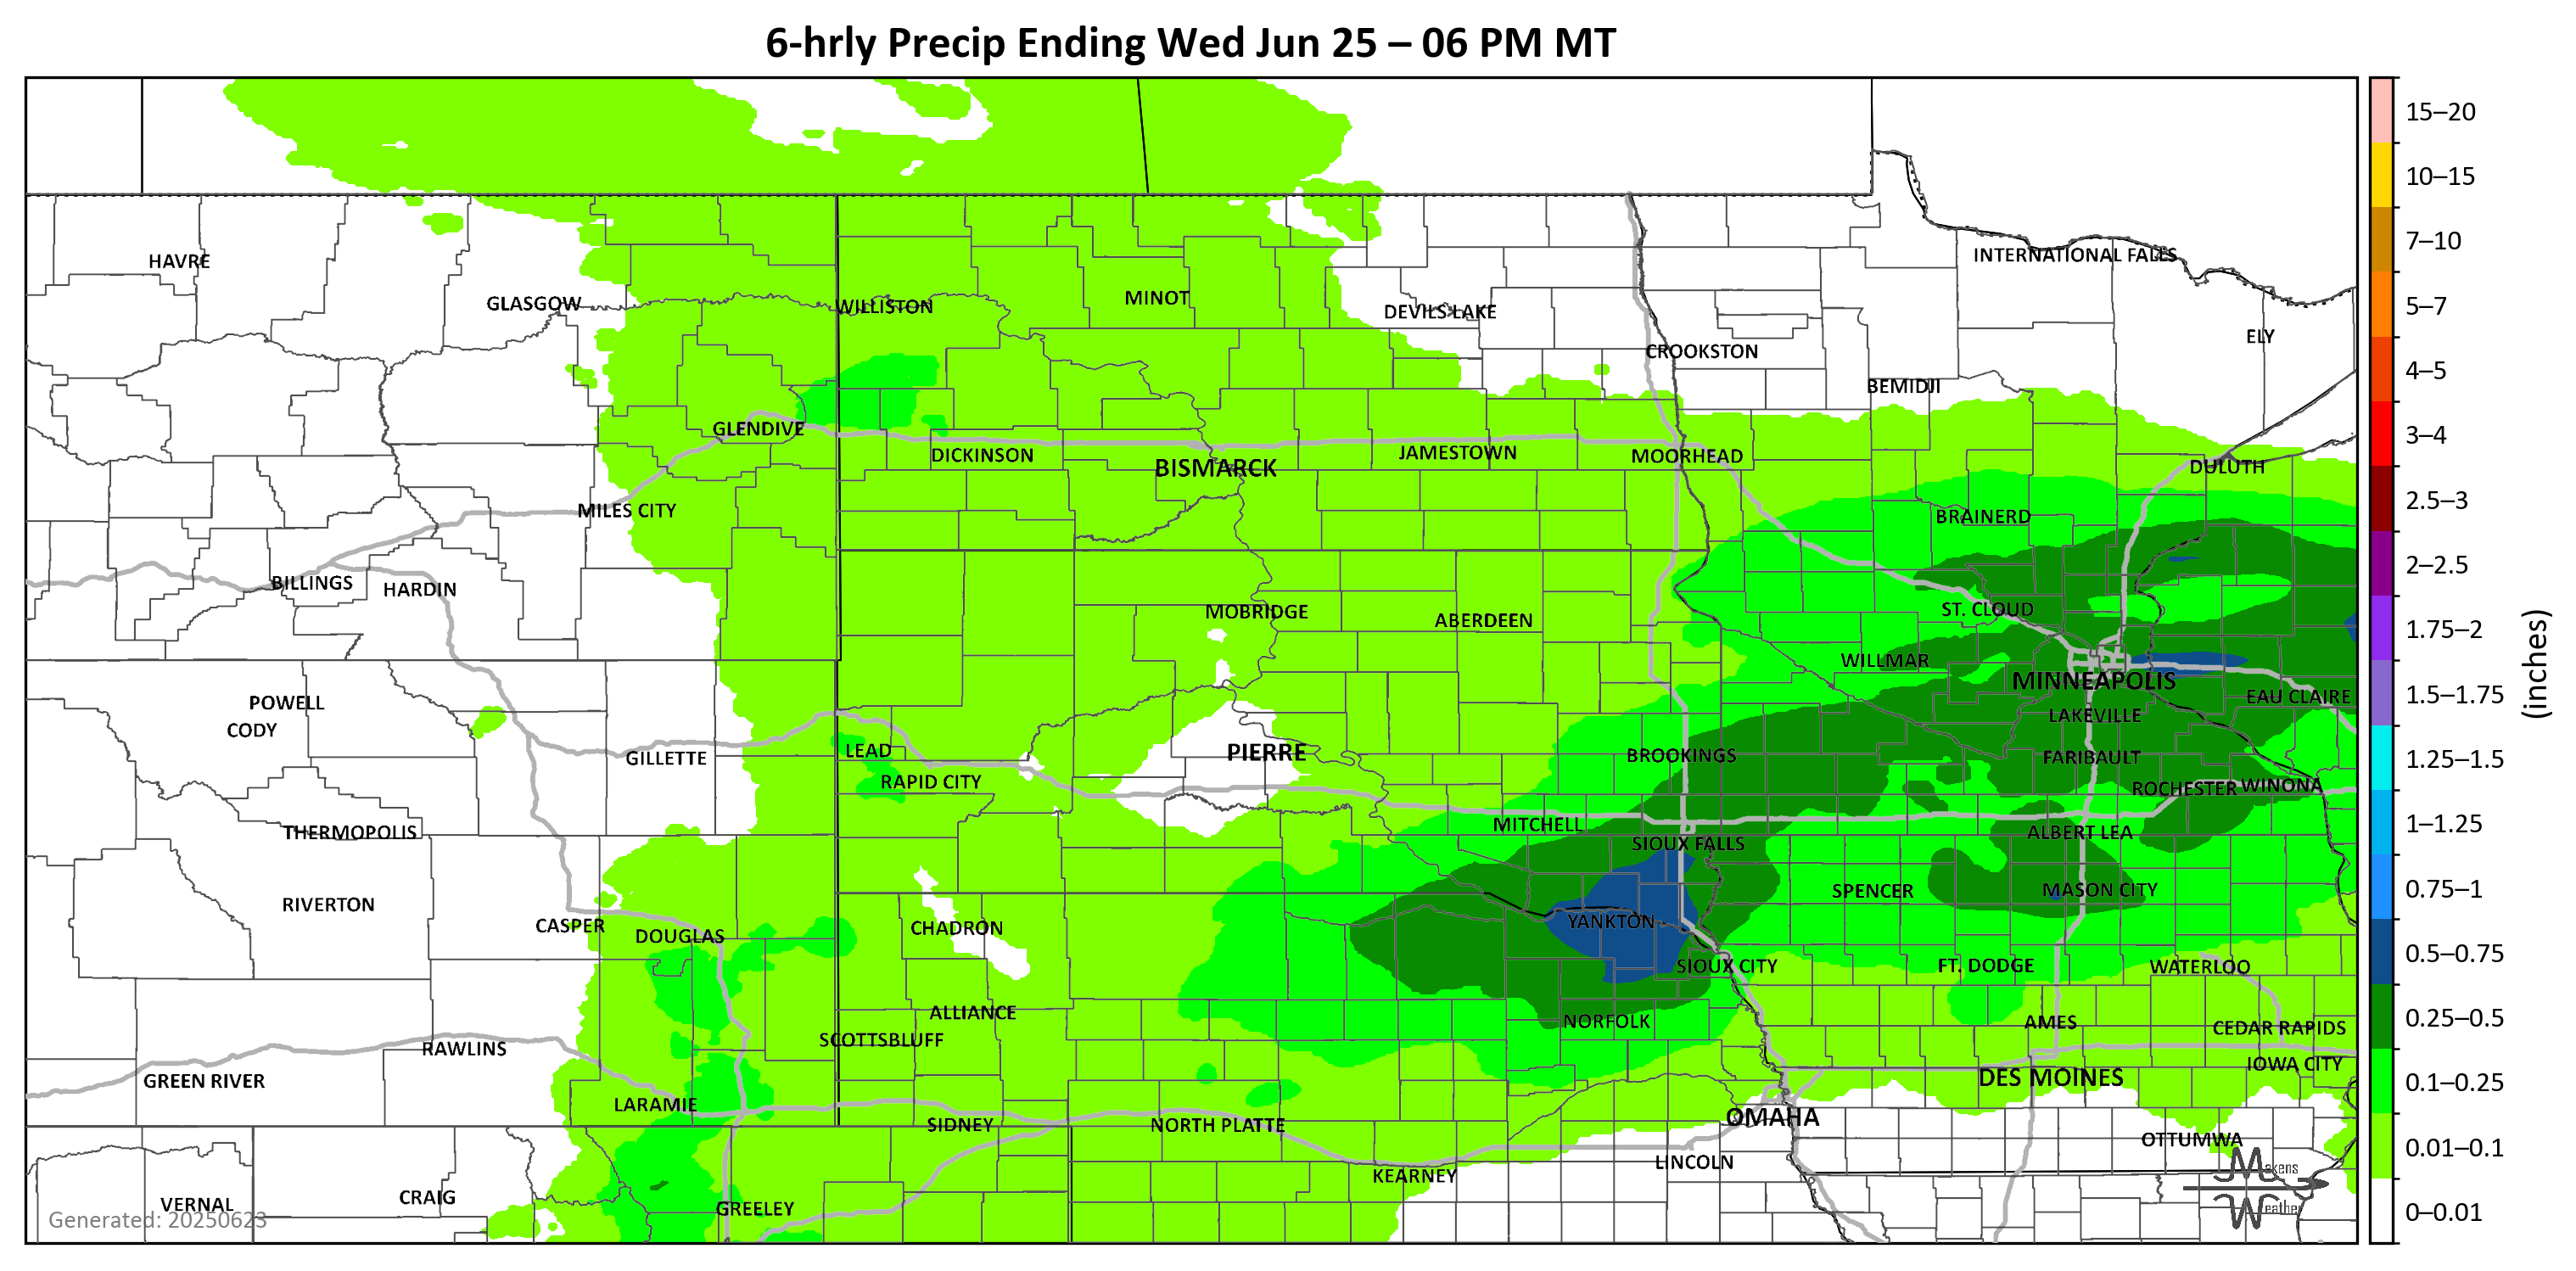 6-hrly Precip Ending Wed Jun 25 – 06 PM MT
15–20
10–15
7–10
5–7
4–5
3–4
2.5–3
2–2.5
1.75–2
1.5–1.75
1.25–1.5
1–1.25
0.75–1
0.5–0.75
0.25–0.5
0.1–0.25
0.01–0.1
0–0.01
(inches)
HAVRE
INTERNATIONAL FALLS
GLASGOW
WILLISTON
MINOT
DEVILS LAKE
ELY
CROOKSTON
BEMIDJI
GLENDIVE
DICKINSON
BISMARCK
JAMESTOWN
MOORHEAD
DULUTH
MILES CITY
BRAINERD
BILLINGS
HARDIN
MOBRIDGE
ABERDEEN
ST. CLOUD
WILLMAR
MINNEAPOLIS
EAU CLAIRE
POWELL
CODY
LAKEVILLE
GILLETTE
LEAD
PIERRE
BROOKINGS
FARIBAULT
RAPID CITY
ROCHESTER
WINONA
THERMOPOLIS
MITCHELL
SIOUX FALLS
ALBERT LEA
RIVERTON
SPENCER
MASON CITY
CASPER
DOUGLAS
CHADRON
YANKTON
SIOUX CITY
FT. DODGE
WATERLOO
ALLIANCE
NORFOLK
AMES
CEDAR RAPIDS
RAWLINS
SCOTTSBLUFF
IOWA CITY
GREEN RIVER
DES MOINES
LARAMIE
SIDNEY
NORTH PLATTE
OMAHA
OTTUMWA
LINCOLN
KEARNEY
VERNAL
CRAIG
GREELEY
Generated: 20250623
Makens
Weather